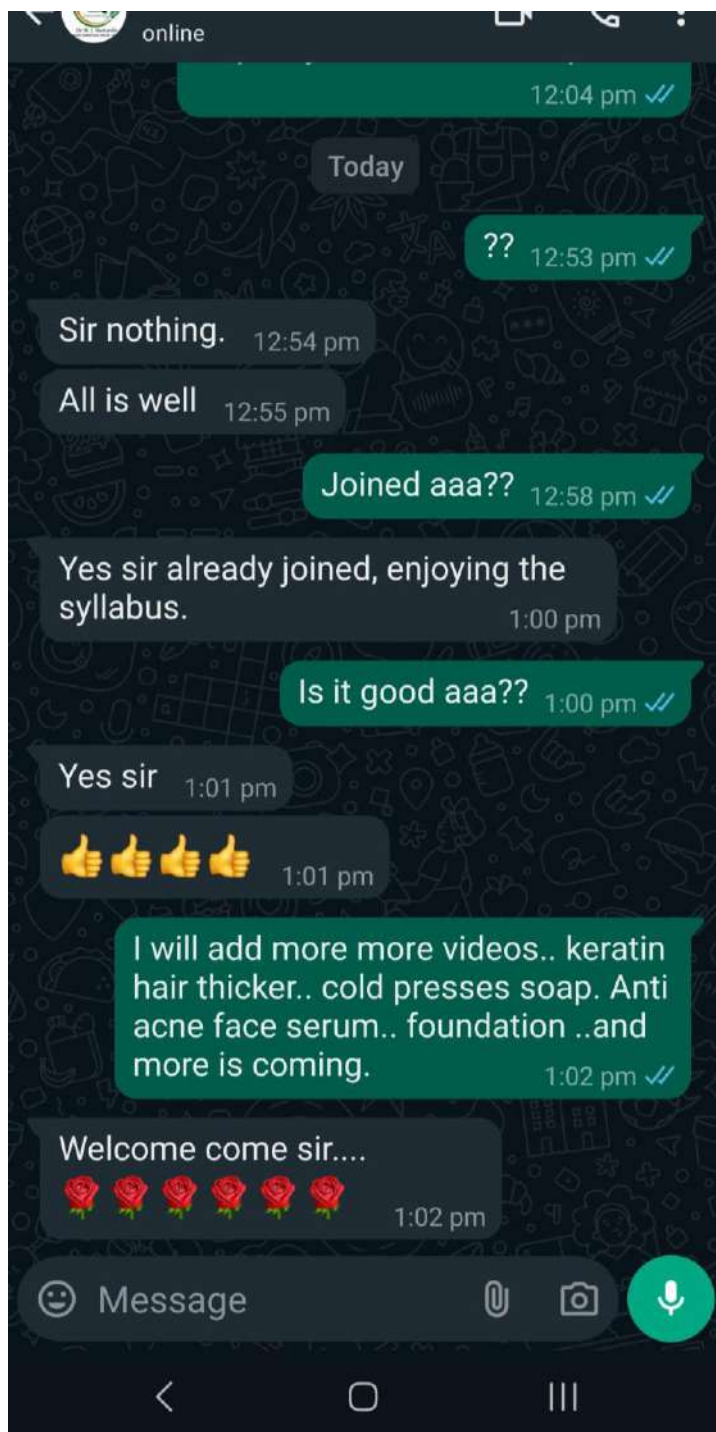 online
12:04 pm
Today
?? 12:53 pm
Sir nothing. 12:54 pm
All is well 12:55 pm
Joined aaa?? 12:58 pm
Yes sir already joined, enjoying the
syllabus. 1:00 pm
Is it good aaa?? 1:00 pm
Yes sir 1:01 pm
1:01 pm
I will add more more videos.. keratin
hair thicker.. cold presses soap. Anti
acne face serum.. foundation ..and
more is coming. 1:02 pm
Welcome come sir....
1:02 pm
Message